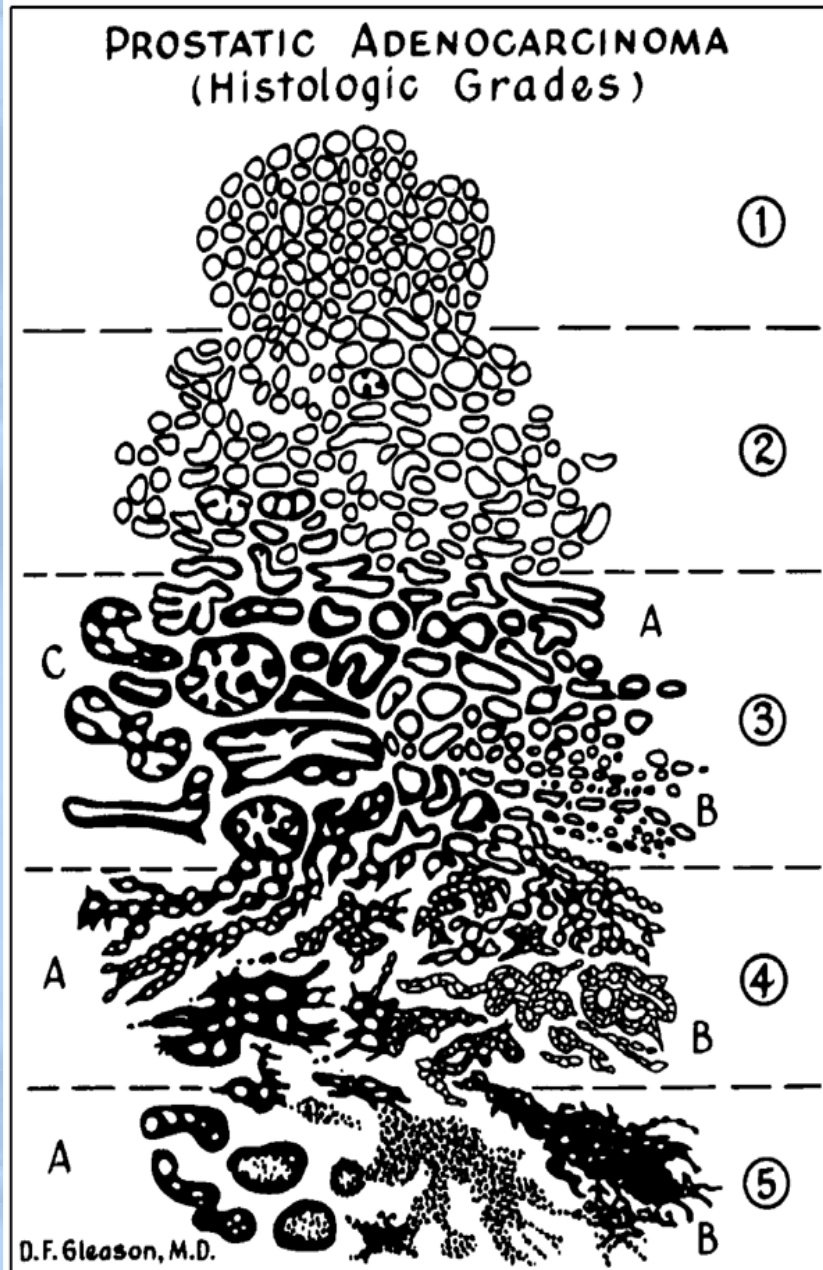 PROSTATIC ADENOCARCINOMA
(Histologic Grades)
1
2
A
C
3
B
A
4
B
A
5
B
D.F. Gleason, M.D.